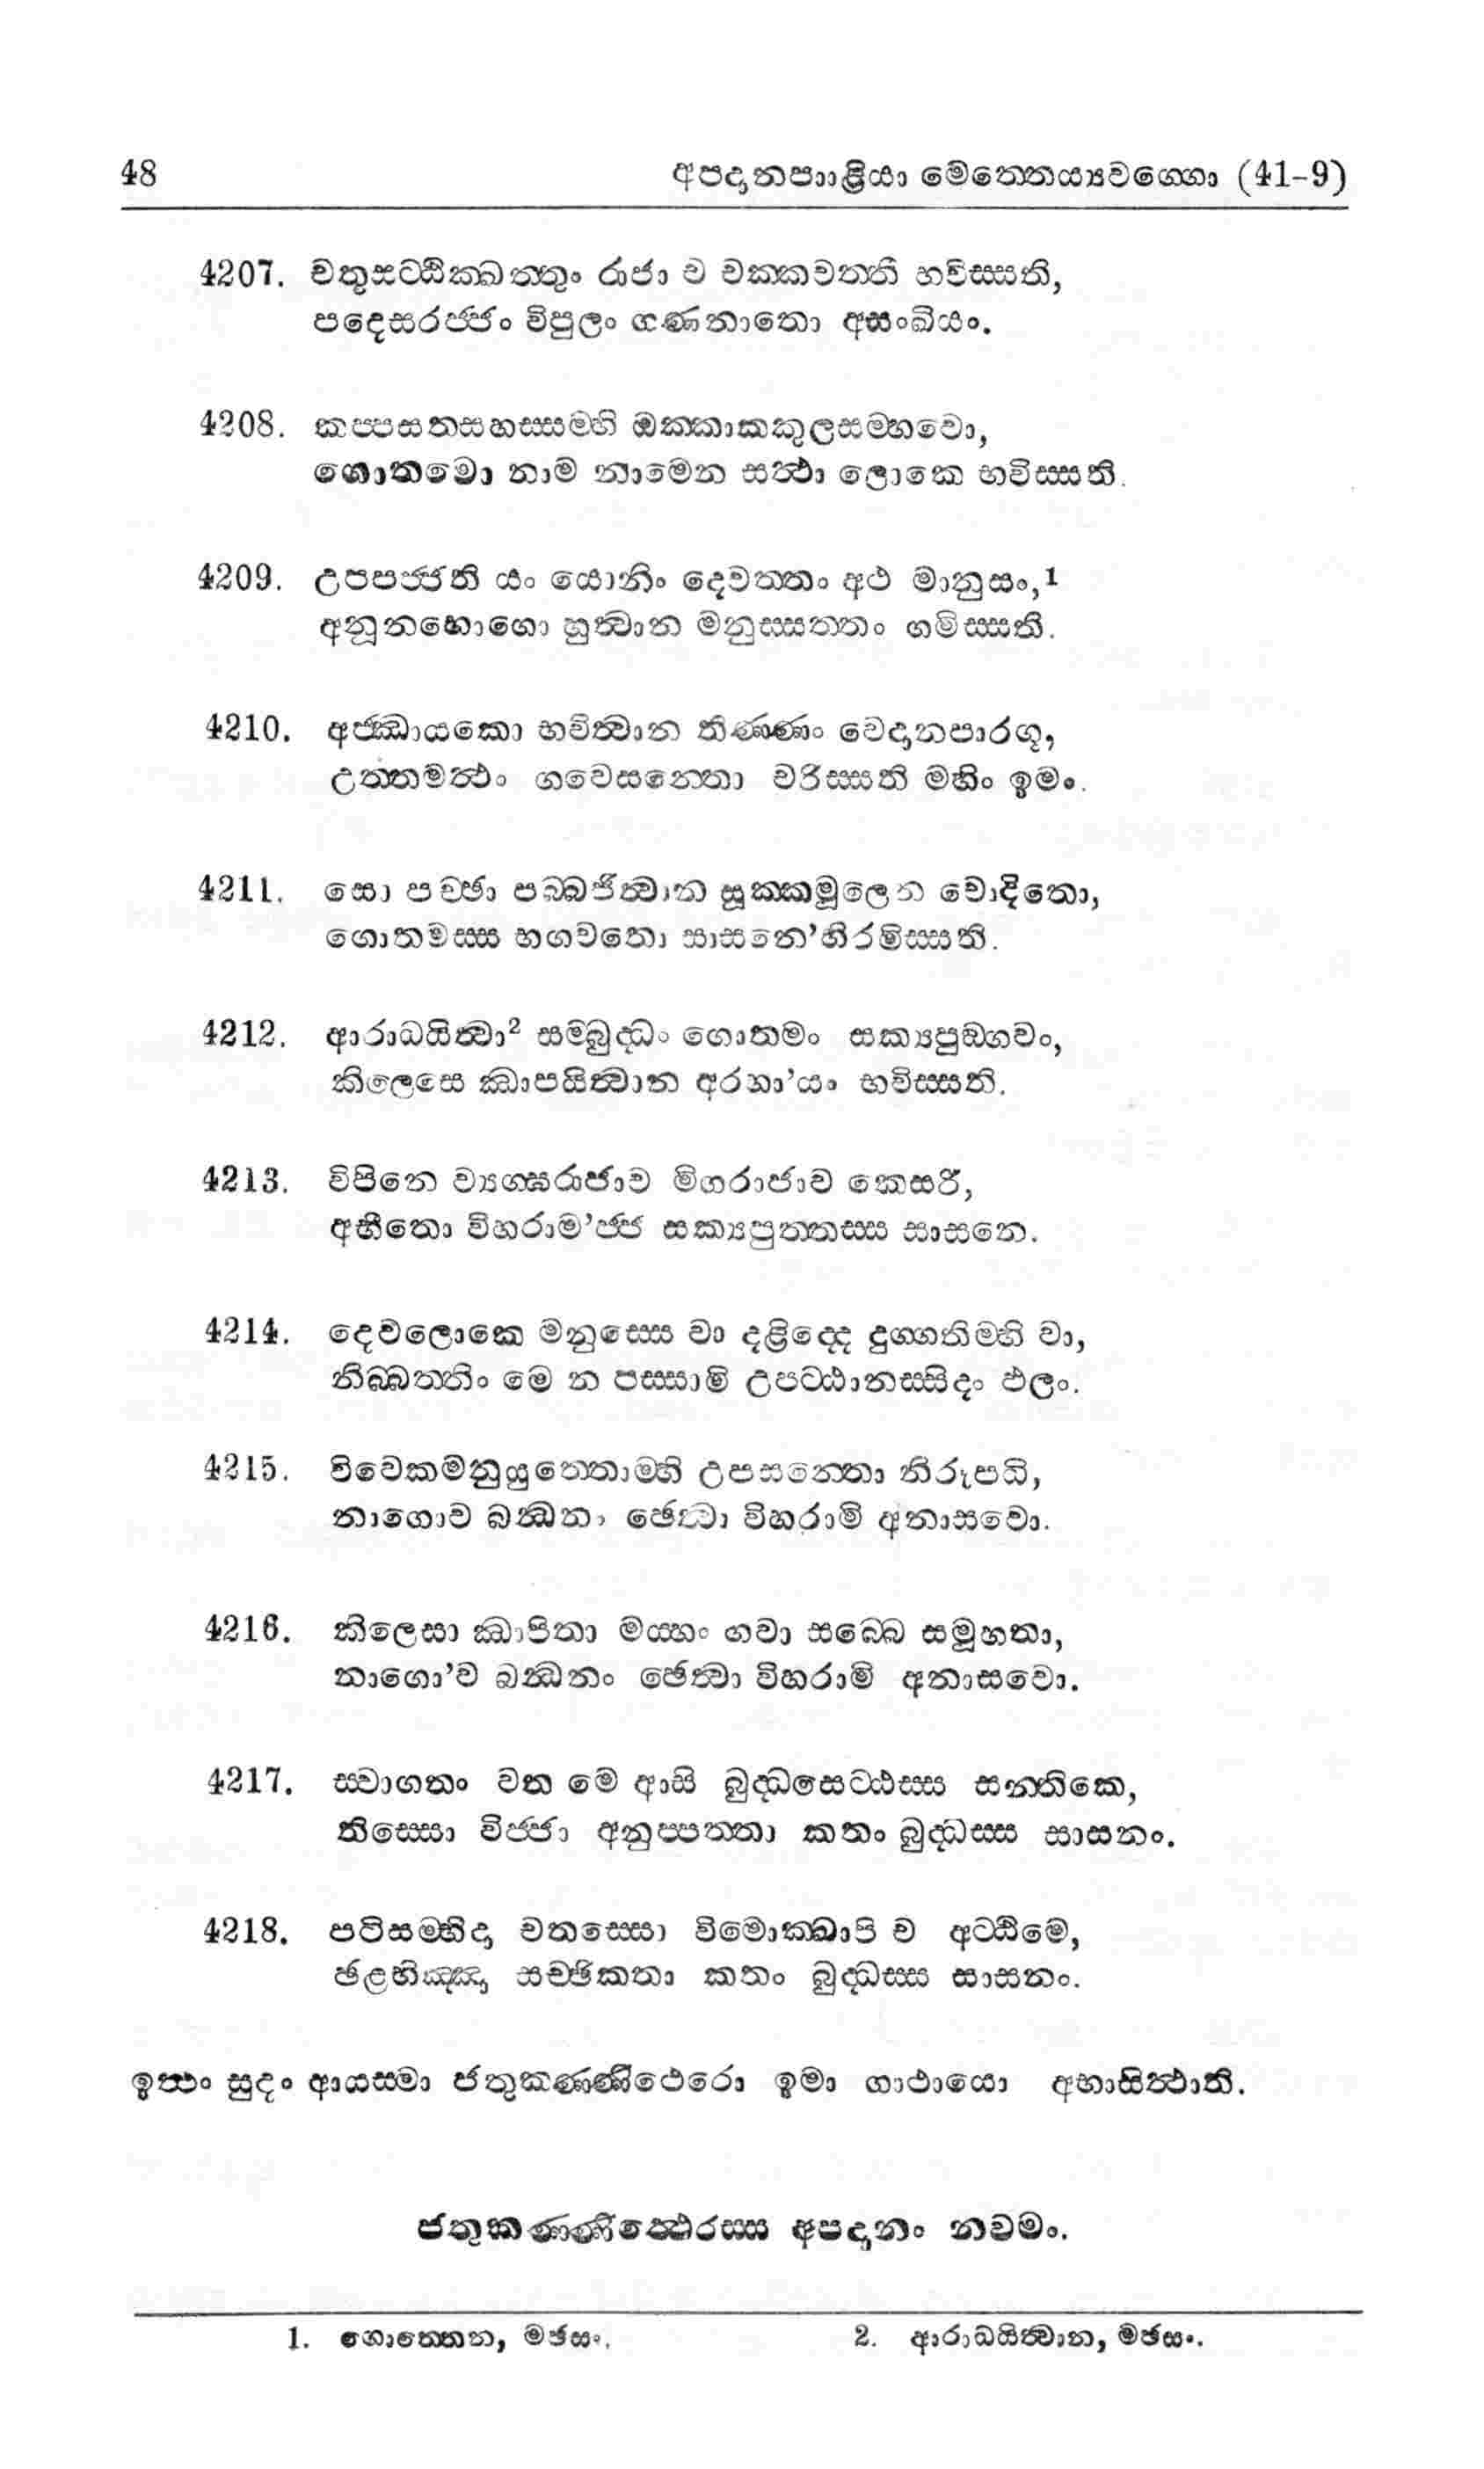 48 අපදානපාාළියා මෙත්තෙය්‍යවග්ගො (41-9)
4207. චතුසට්ඨික්ඛත්තුං රාජා ච චක්කවත්තී හවිස්සති,
පදෙසරජ්ජං විපුලං ගණනාතො අසංඛියං.
4208. කප්පසතසහස්සම්හි ඔක්කාකකුලසම්භවො,
ගොතමො නාම නාමෙන සත්ථා ලොකෙ භවිස්සති.
4209. උපපජ්ජති යං යොනිං දෙවත්තං අථ මානුසං,1
අනූනභොගො හුත්වාන මනුස්සත්තං ගමිස්සති.
4210. අජ්ඣායකො භවිත්වාන තිණ්ණං වෙදානපාරගූ,
උත්තමත්ථං ගවෙසන්තො චරිස්සති මහිං ඉමං.
4211. සො පච්ඡා පබ්බජිත්වාන සුක්කමූලෙන චොදිතො,
ගොතමස්ස භගවතො සාසනෙ’භිරමිස්සති.
4212. ආරාධයිත්වා2 සම්බුද්ධං ගොතමං සක්‍යපුඞ්ගවං,
කිලෙසෙ ඣාපයිත්වාන අරහා’යං භවිස්සති.
4213. විපිනෙ ව්‍යග්ඝරාජාව මිගරාජාව කෙසරී,
අභීතො විහරාම’ජ්ජ සක්‍යපුත්තස්ස සාසනෙ.
4214. දෙවලොකෙ මනුස්සෙ වා දළිද්දෙ දුග්ගතිම්හි වා,
නිබ්බත්තිං මෙ න පස්සාමි උපට්ඨානස්සිදං ඵලං.
4215. විවෙකමනුයුත්තොම්හි උපසන්තො නිරූපධි,
නාගොව බන්ධනං ඡෙත්වා විහරාමි අනාසවො.
4216. කිලෙසා ඣාපිතා මය්හං ගවා සබ්බෙ සමූහතා,
නාගො’ව බන්ධනං ඡෙත්වා විහරාමි අනාසවො.
4217. ස්වාගතං වත මෙ ආසි බුද්ධසෙට්ඨස්ස සන්තිකෙ,
තිස්සො විජ්ජා අනුප්පත්තා කතං බුද්ධස්ස සාසනං.
4218. පටිසම්භිදා චතස්සො විමොක්ඛාපි ච අට්ඨිමෙ,
ඡළභිඤ්ඤා සච්ඡිකතා කතං බුද්ධස්ස සාසනං.
ඉත්ථං සුදං ආයස්මා ජතුකණ්ණිථෙරො ඉමා ගාථායො අභාසිත්ථාති.
ජතුකණ්ණිත්ථෙරස්ස අපදානං නවමං.
1. ගොත්තෙන, මඡසං. 2. ආරාධයිත්වාන, මඡසං.